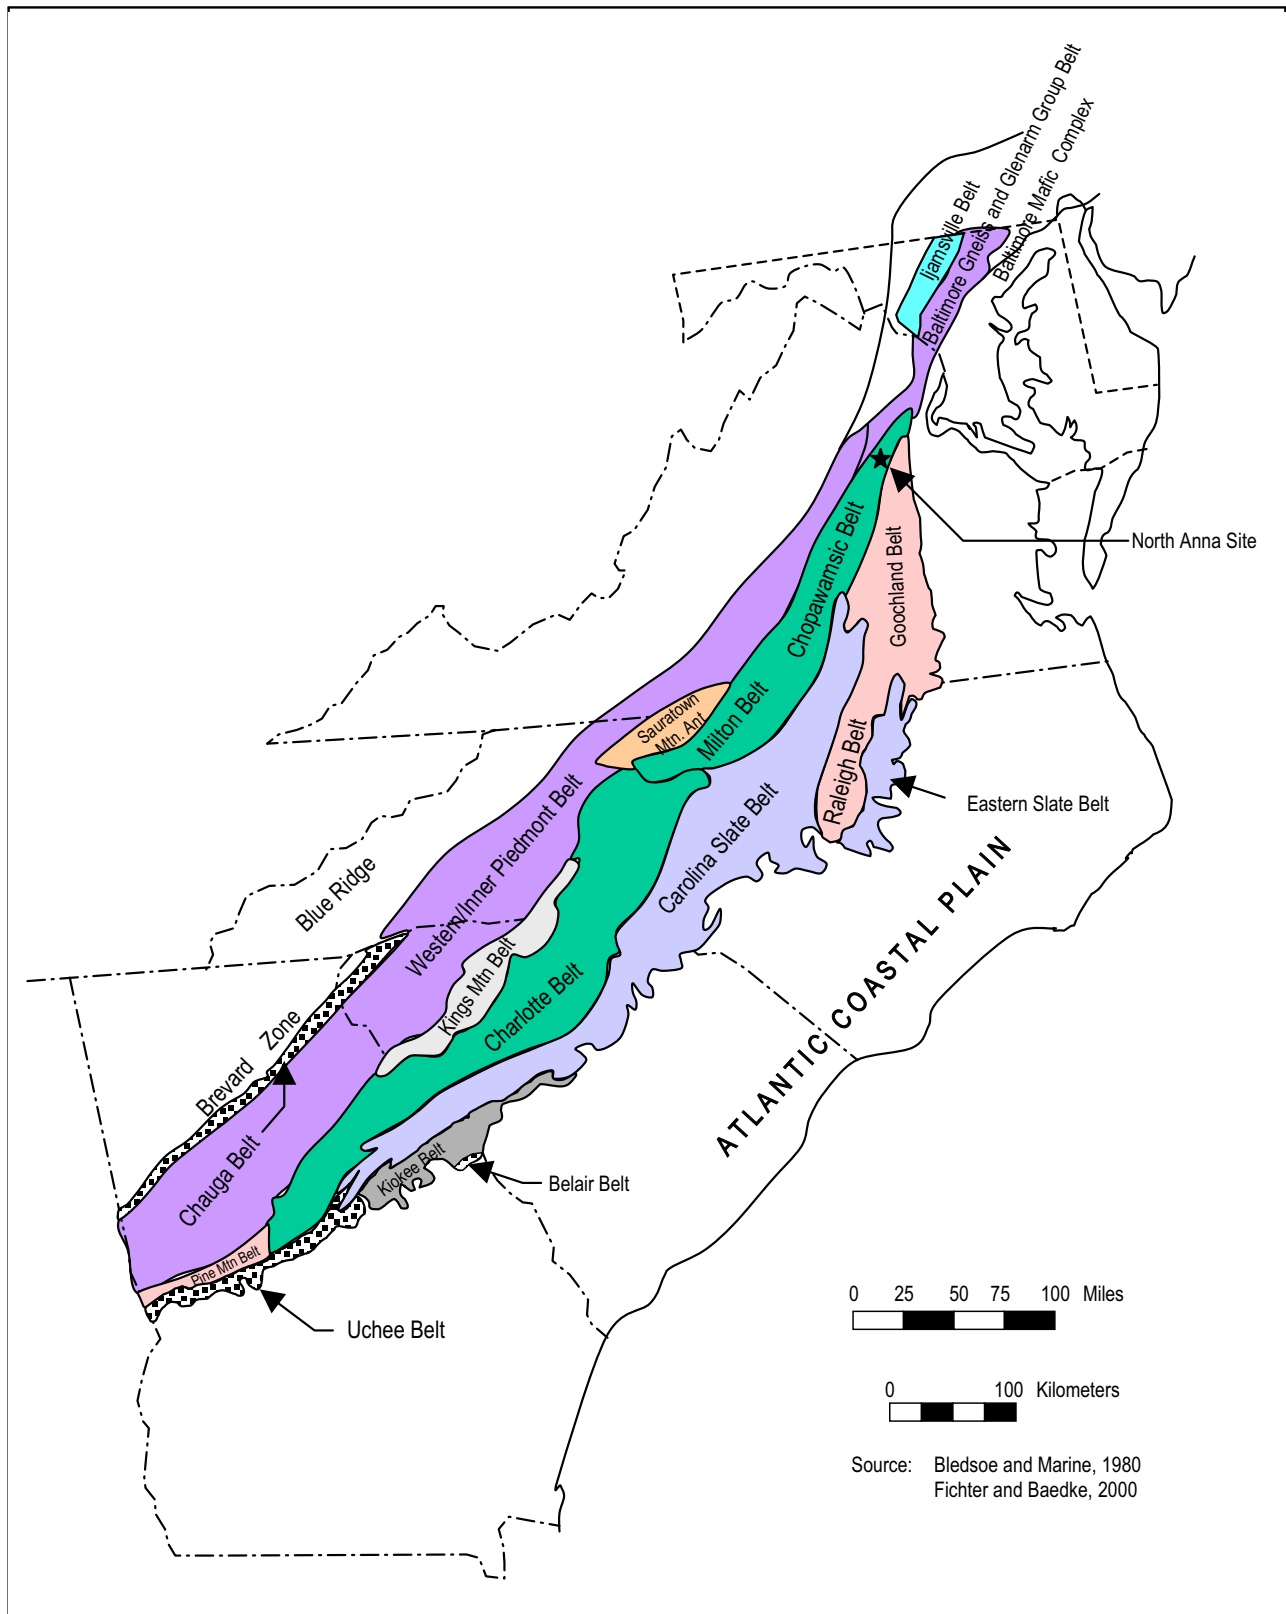 Ijamsville Belt
Baltimore Gneiss and Glenarm Group Belt
Baltimore Mafic Complex
North Anna Site
Chopawamsic Belt
Goochland Belt
Sauratown
Mtn. Ant
Milton Belt
Raleigh Belt
Eastern Slate Belt
Carolina Slate Belt
Western/Inner Piedmont Belt
Blue Ridge
Kings Mtn Belt
Charlotte Belt
ATLANTIC COASTAL PLAIN
Brevard Zone
Chauga Belt
Kiokee Belt
Belair Belt
Pine Mtn Belt
Uchee Belt
0 25 50 75 100 Miles
0 100 Kilometers
Source: Bledsoe and Marine, 1980
Fichter and Baedke, 2000